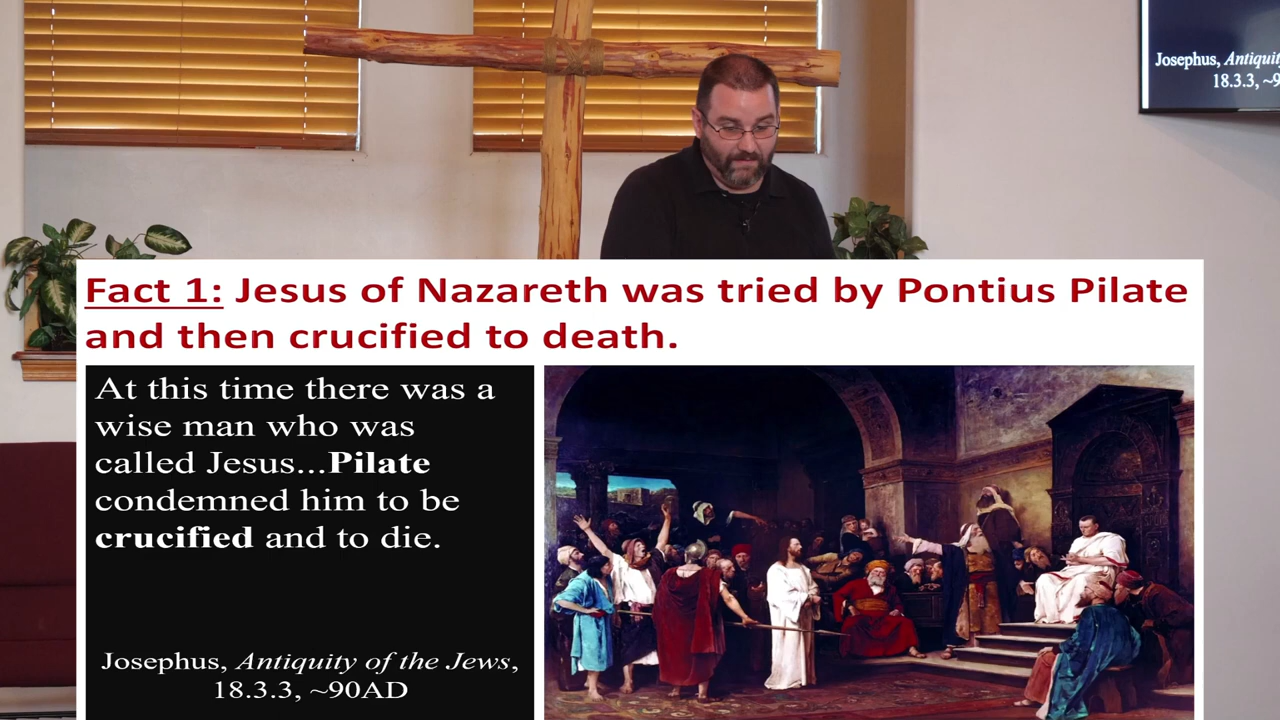 Josephus, Antiquit
18.3.3, ~9
Fact 1: Jesus of Nazareth was tried by Pontius Pilate
and then crucified to death.
At this time there was a
wise man who was
called Jesus...Pilate
condemned him to be
crucified and to die.
Josephus, Antiquity of the Jews,
18.3.3, ~90AD